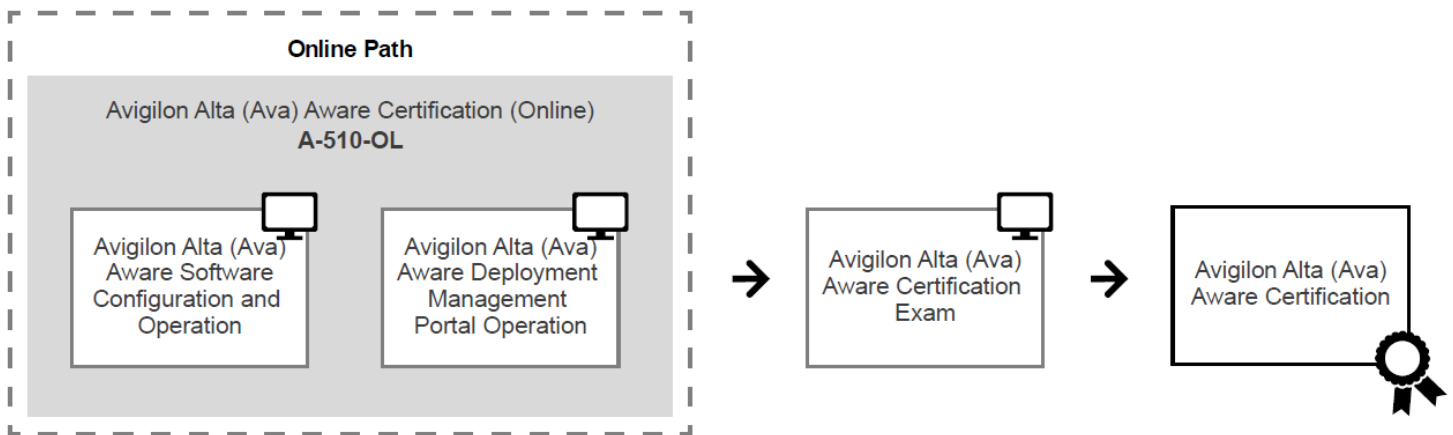 Online Path
Avigilon Alta (Ava) Aware Certification (Online)
A-510-OL
Avigilon Alta (Ava)
Aware Software
Configuration and
Operation
Avigilon Alta (Ava)
Aware Deployment
Management
Portal Operation
Avigilon Alta (Ava)
Aware Certification
Exam
Avigilon Alta (Ava)
Aware Certification